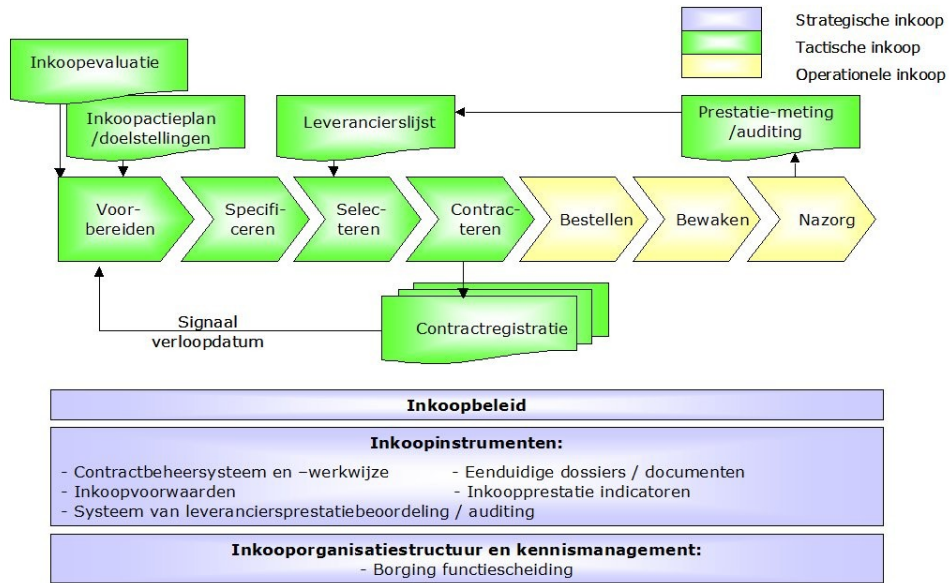 Strategische inkoop
Tactische inkoop
Operationele inkoop
Inkoopevaluatie
Inkoopactieplan
/doelstellingen
Leverancierslijst
Prestatie-meting
/auditing
Voor-
bereiden
Specifi-
ceren
Selec-
teren
Contrac-
teren
Bestellen
Bewaken
Nazorg
Signaal
verloopdatum
Contractregistratie
Inkoopbeleid
Inkoopinstrumenten:
- Contractbeheersysteem en –werkwijze
- Eenduidige dossiers / documenten
- Inkoopvoorwaarden
- Inkoopprestatie indicatoren
- Systeem van leveranciersprestatiebeoordeling / auditing
Inkooporganisatiestructuur en kennismanagement:
- Borging functiescheiding